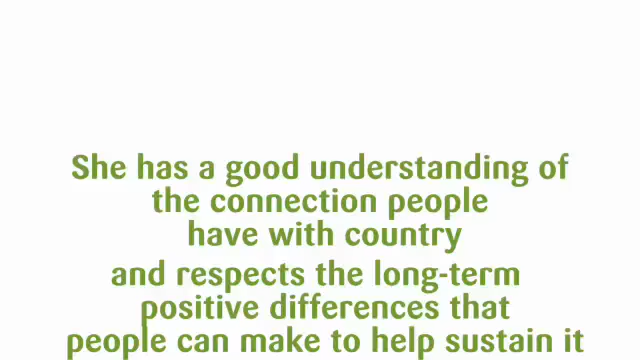 She has a good understanding of
the connection people
have with country
and respects the long-term
positive differences that
people can make to help sustain it